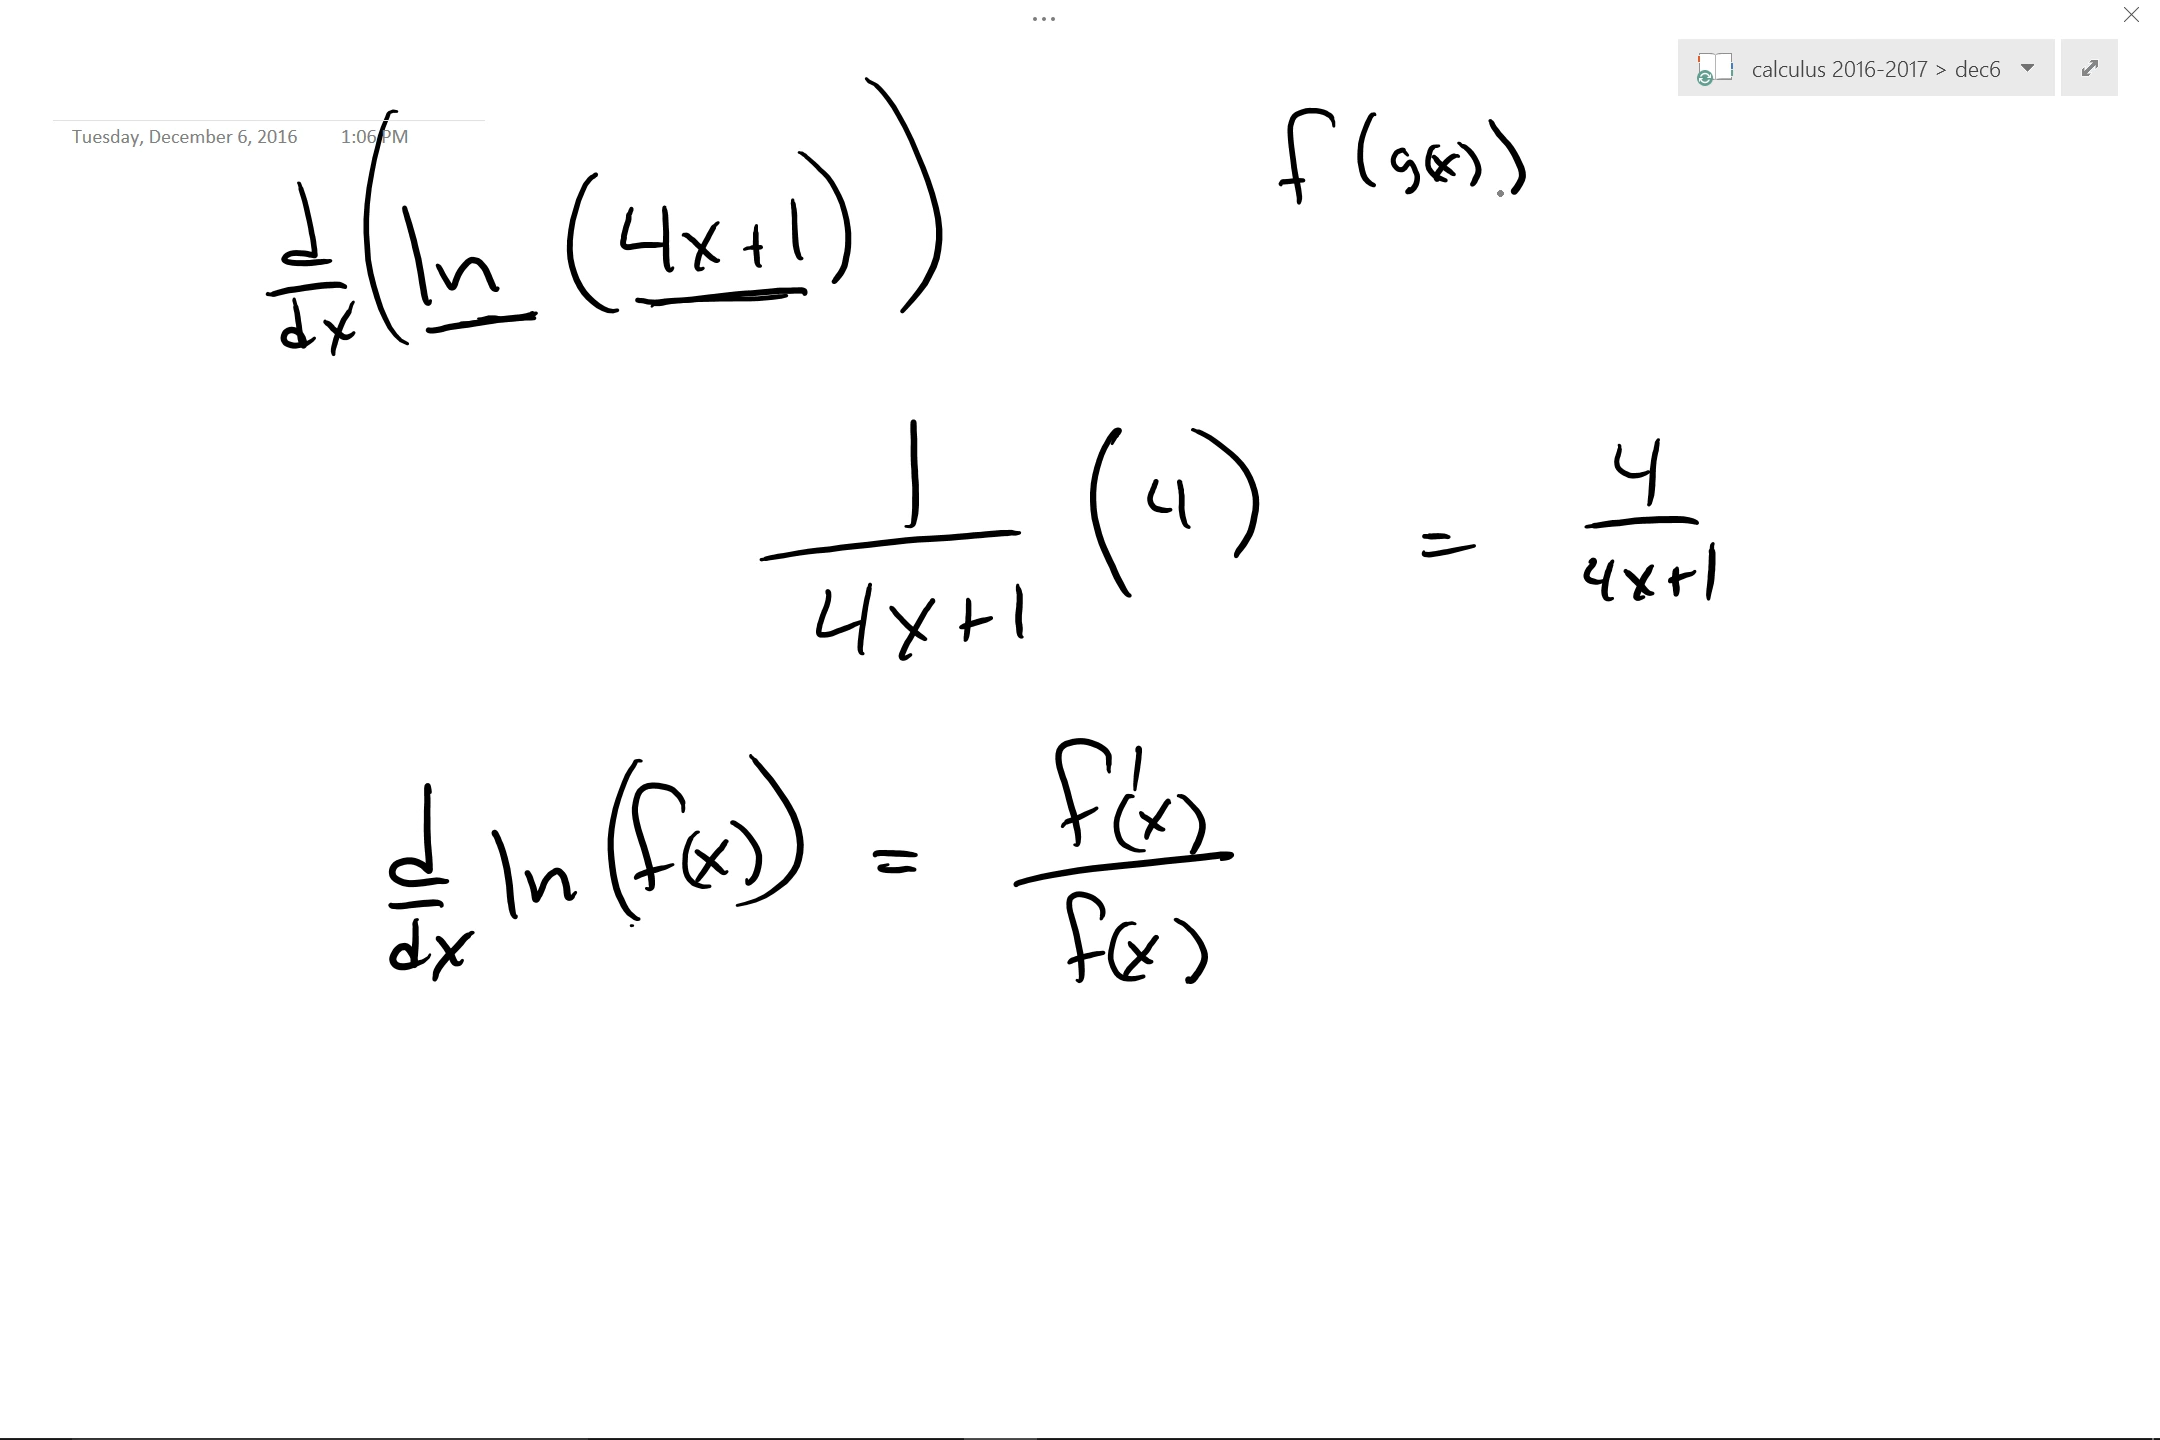 ...
calculus 2016-2017 > dec6
Tuesday, December 6, 2016 1:06 PM
d/dx (ln (4x+1)) f(g(x))
1/(4x+1) (4) = 4/(4x+1)
d/dx ln(f(x)) = f'(x)/f(x)